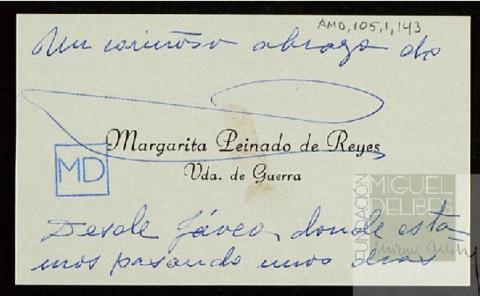 AMD, 105, 1, 143
Un cariñoso abrazo de
Margarita Peinado de Reyes
Vda. de Guerra
MD
FUNDACIÓN
MIGUEL
DELIBES
Desde Jávea, donde esta-
mos pasando unos días